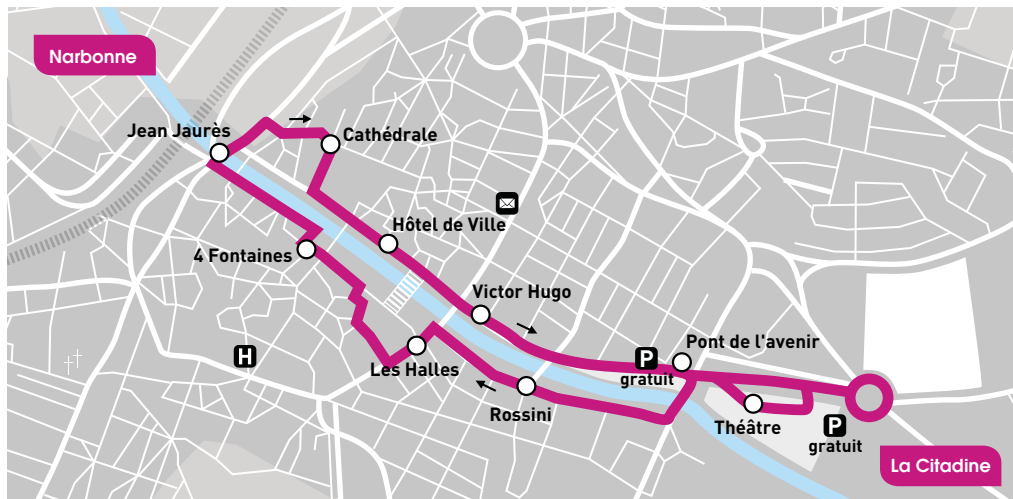 Narbonne
Jean Jaurès
Cathédrale
Hôtel de Ville
4 Fontaines
Victor Hugo
H
Pont de l'avenir
P
gratuit
Les Halles
Rossini
Théâtre
P
gratuit
La Citadine